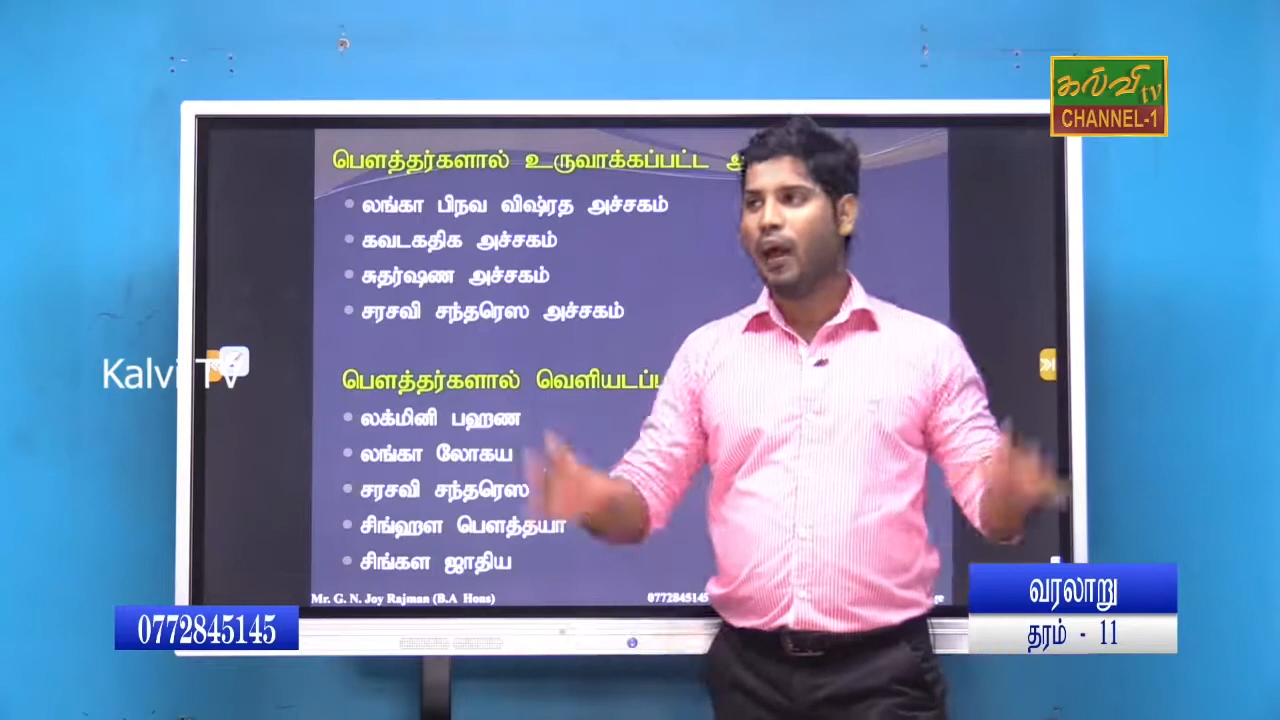 கல்வி tv
CHANNEL-1
பௌத்தர்களால் உருவாக்கப்பட்ட
லங்கா பிநவ விஷ்ரத அச்சகம்
கவடகதிக அச்சகம்
சுதர்ஷண அச்சகம்
சரசவி சந்தரெஸ அச்சகம்
Kalvi TV
பௌத்தர்களால் வெளியடப்ப
லக்மினி பஹண
லங்கா லோகய
சரசவி சந்தரெஸ
சிங்ஹள பௌத்தயா
சிங்கள ஜாதிய
Mr. G. N. Joy Rajman (B.A Hons) 0772845145
0772845145
வரலாறு
தரம் - 11